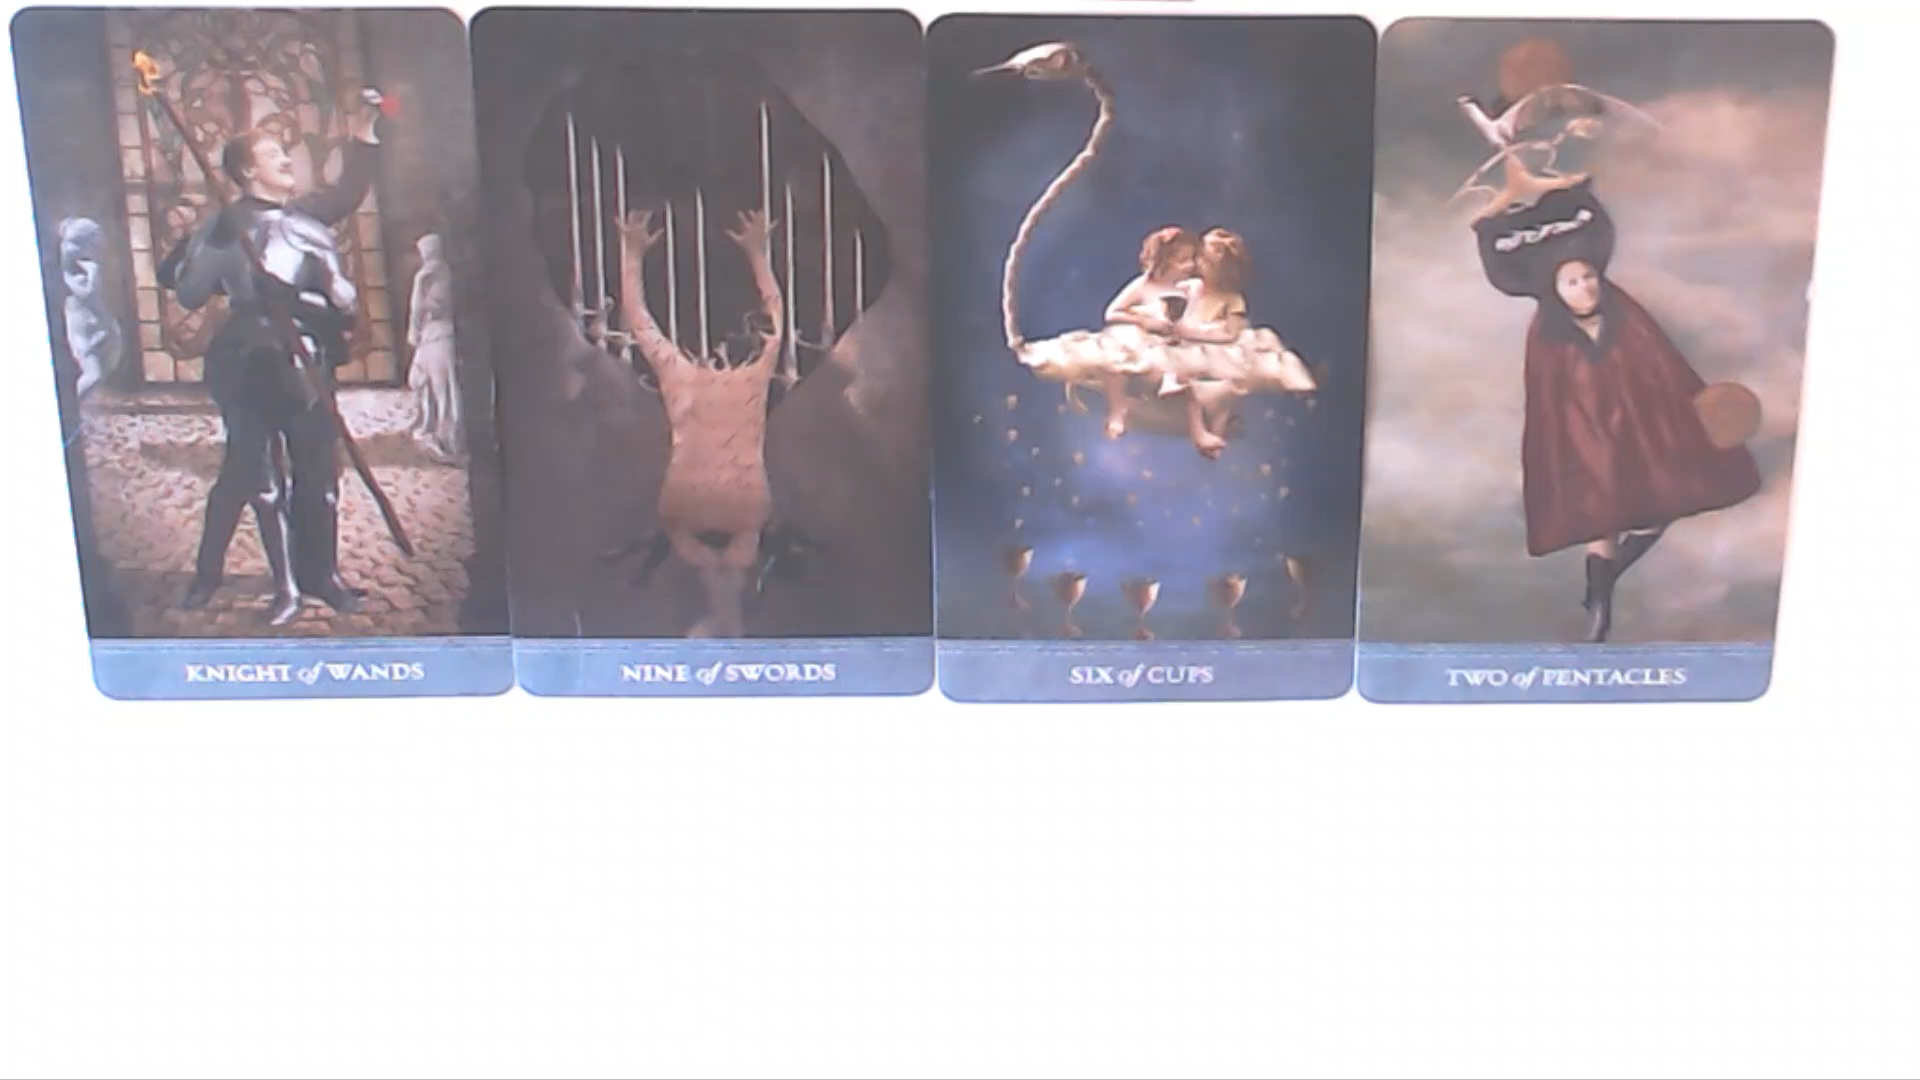 KNIGHT of WANDS
NINE of SWORDS
SIX of CUPS
TWO of PENTACLES